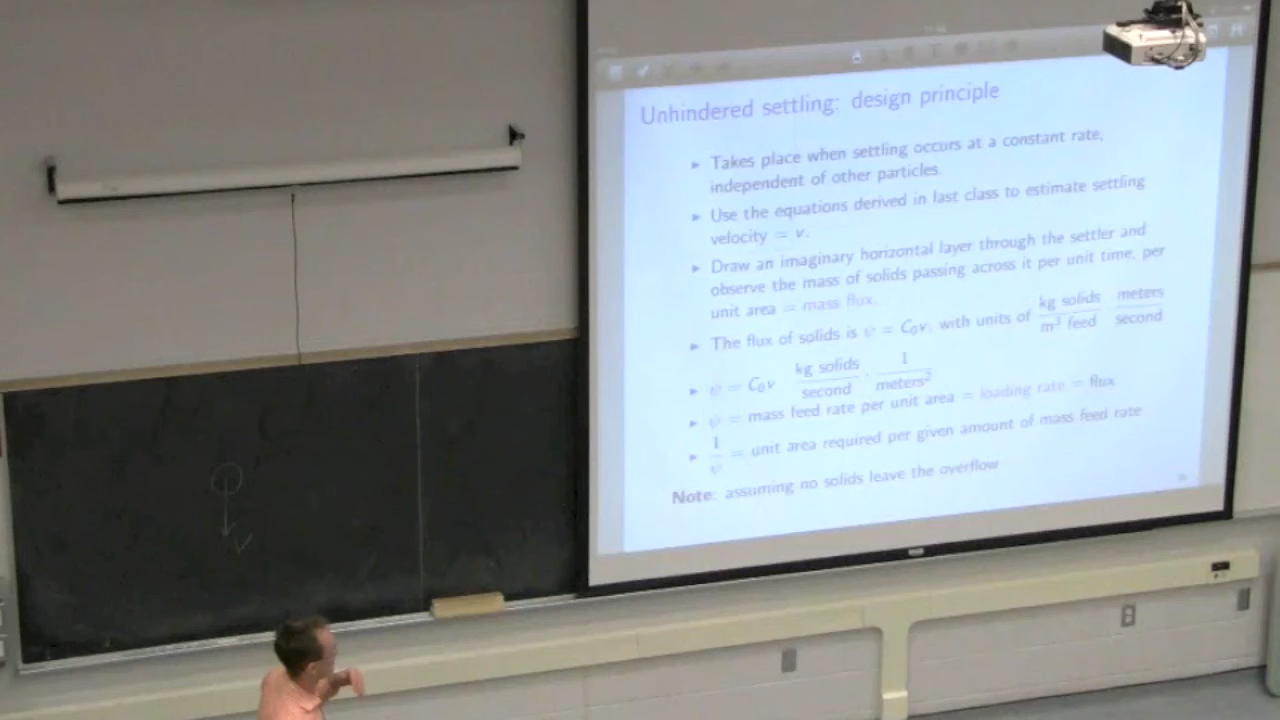 Unhindered settling: design principle
▸ Takes place when settling occurs at a constant rate,
independent of other particles.
▸ Use the equations derived in last class to estimate settling
velocity = v.
▸ Draw an imaginary horizontal layer through the settler and
observe the mass of solids passing across it per unit time, per
unit area = mass flux.
▸ The flux of solids is ψ = C₀v, with units of kg solids / m³ feed · meters / second
▸ ψ = C₀v kg solids / second · 1 / meters²
▸ ψ = mass feed rate per unit area = loading rate = flux
▸ 1 / ψ = unit area required per given amount of mass feed rate
Note: assuming no solids leave the overflow
v